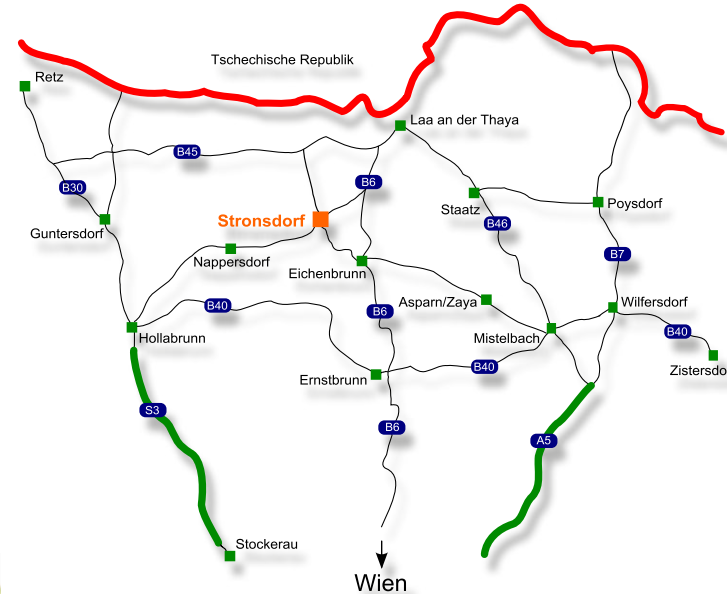 Tschechische Republik
Retz
Laa an der Thaya
B45
B30
B6
Staatz
Poysdorf
Stronsdorf
B46
Guntersdorf
Nappersdorf
B7
Eichenbrunn
Asparn/Zaya
Wilfersdorf
B40
B6
Hollabrunn
Mistelbach
B40
Zistersdo
Ernstbrunn
B40
S3
B6
A5
Stockerau
Wien